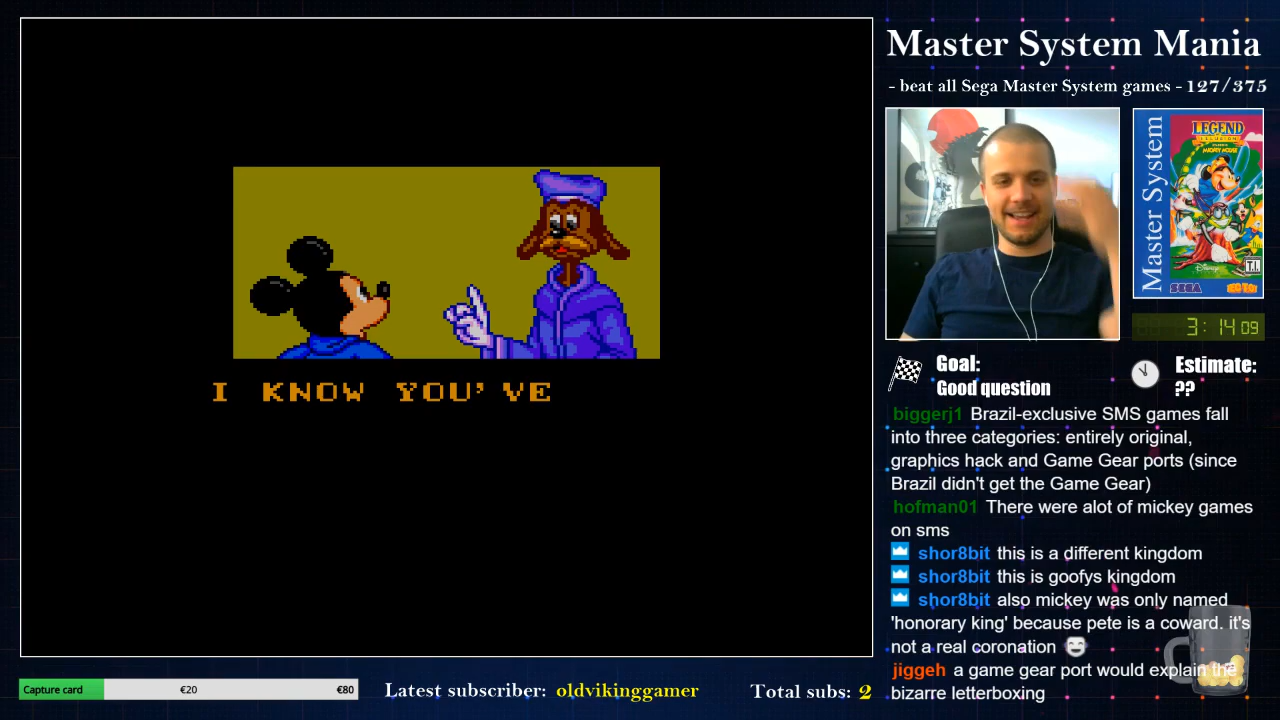 Master System Mania
- beat all Sega Master System games - 127/375
I KNOW YOU'VE
Master System
LEGEND
MICKEY MOUSE
Disney
T.I.
SEGA
3:14 09
Goal:
Good question
Estimate:
??
biggerj1 Brazil-exclusive SMS games fall
into three categories: entirely original,
graphics hack and Game Gear ports (since
Brazil didn't get the Game Gear)
hofman01 There were alot of mickey games
on sms
shor8bit this is a different kingdom
shor8bit this is goofys kingdom
shor8bit also mickey was only named
'honorary king' because pete is a coward. it's
not a real coronation
jiggeh a game gear port would explain the
bizarre letterboxing
Capture card €20 €80
Latest subscriber: oldvikinggamer
Total subs: 2